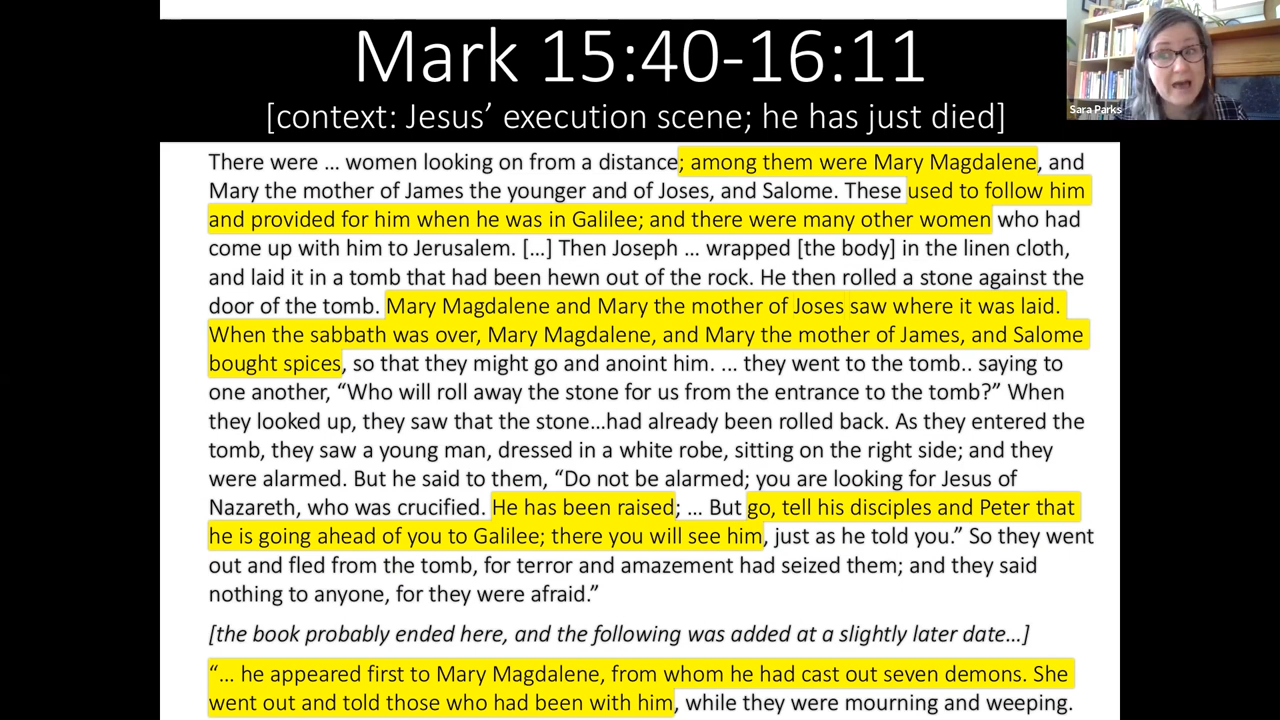 Mark 15:40-16:11
[context: Jesus’ execution scene; he has just died]
Sara Parks
There were … women looking on from a distance; among them were Mary Magdalene, and
Mary the mother of James the younger and of Joses, and Salome. These used to follow him
and provided for him when he was in Galilee; and there were many other women who had
come up with him to Jerusalem. […] Then Joseph … wrapped [the body] in the linen cloth,
and laid it in a tomb that had been hewn out of the rock. He then rolled a stone against the
door of the tomb. Mary Magdalene and Mary the mother of Joses saw where it was laid.
When the sabbath was over, Mary Magdalene, and Mary the mother of James, and Salome
bought spices, so that they might go and anoint him. … they went to the tomb.. saying to
one another, “Who will roll away the stone for us from the entrance to the tomb?” When
they looked up, they saw that the stone…had already been rolled back. As they entered the
tomb, they saw a young man, dressed in a white robe, sitting on the right side; and they
were alarmed. But he said to them, “Do not be alarmed; you are looking for Jesus of
Nazareth, who was crucified. He has been raised; … But go, tell his disciples and Peter that
he is going ahead of you to Galilee; there you will see him, just as he told you.” So they went
out and fled from the tomb, for terror and amazement had seized them; and they said
nothing to anyone, for they were afraid.”
[the book probably ended here, and the following was added at a slightly later date…]
“… he appeared first to Mary Magdalene, from whom he had cast out seven demons. She
went out and told those who had been with him, while they were mourning and weeping.